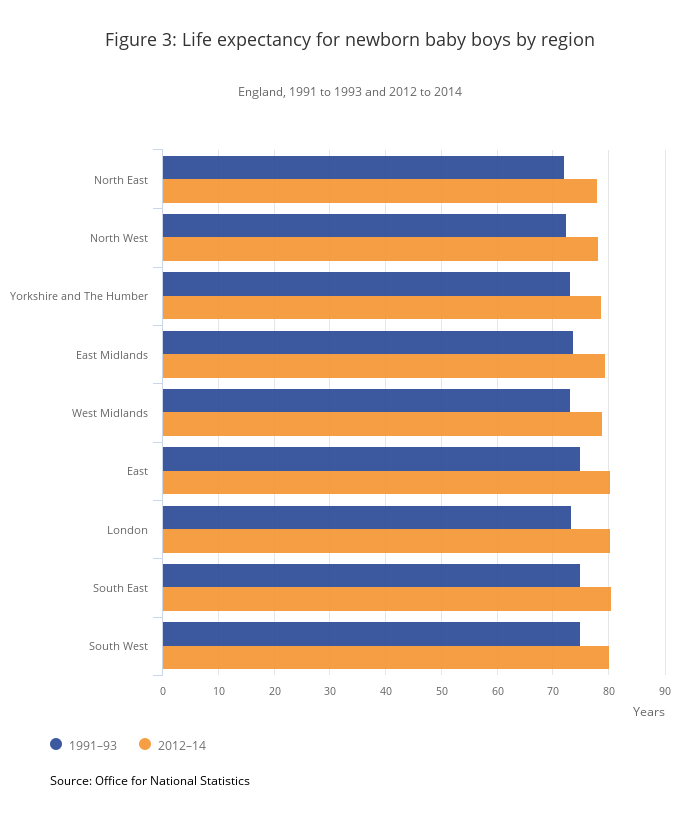 Figure 3: Life expectancy for newborn baby boys by region
England, 1991 to 1993 and 2012 to 2014
North East
North West
Yorkshire and The Humber
East Midlands
West Midlands
East
London
South East
South West
0 10 20 30 40 50 60 70 80 90
Years
1991–93 2012–14
Source: Office for National Statistics